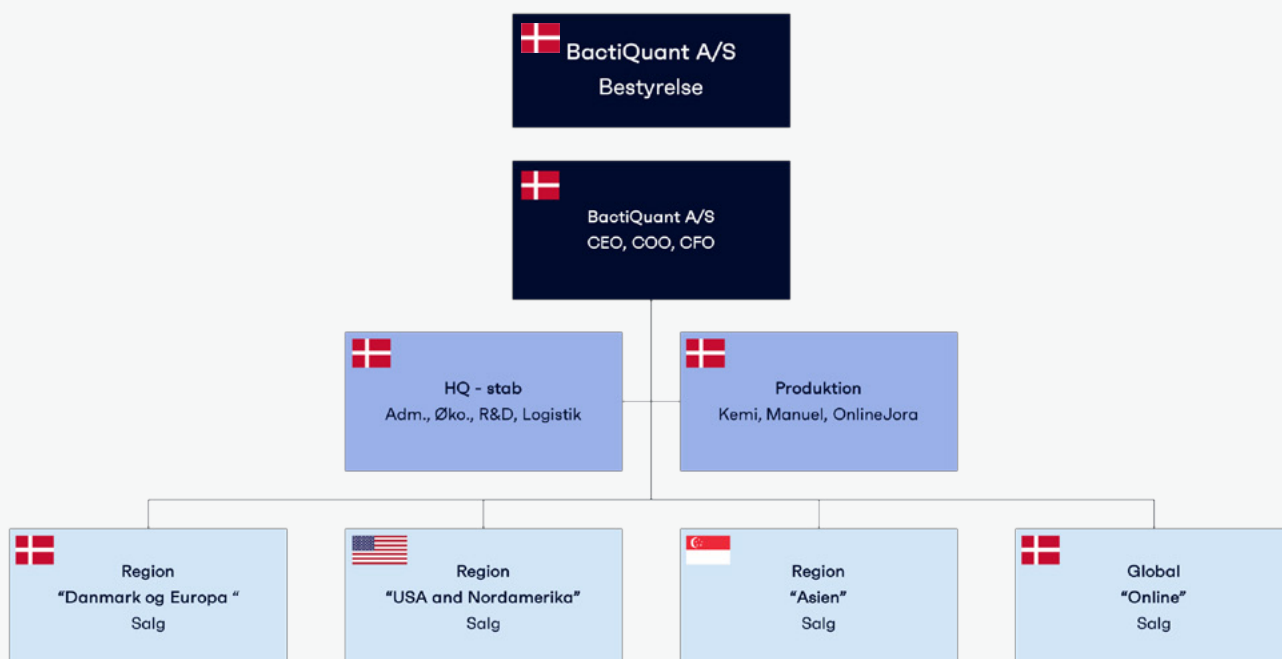 BactiQuant A/S
Bestyrelse
BactiQuant A/S
CEO, COO, CFO
HQ - stab
Adm., Øko., R&D, Logistik
Produktion
Kemi, Manuel, OnlineJora
Region
“Danmark og Europa “
Salg
Region
“USA and Nordamerika”
Salg
Region
“Asien”
Salg
Global
“Online”
Salg